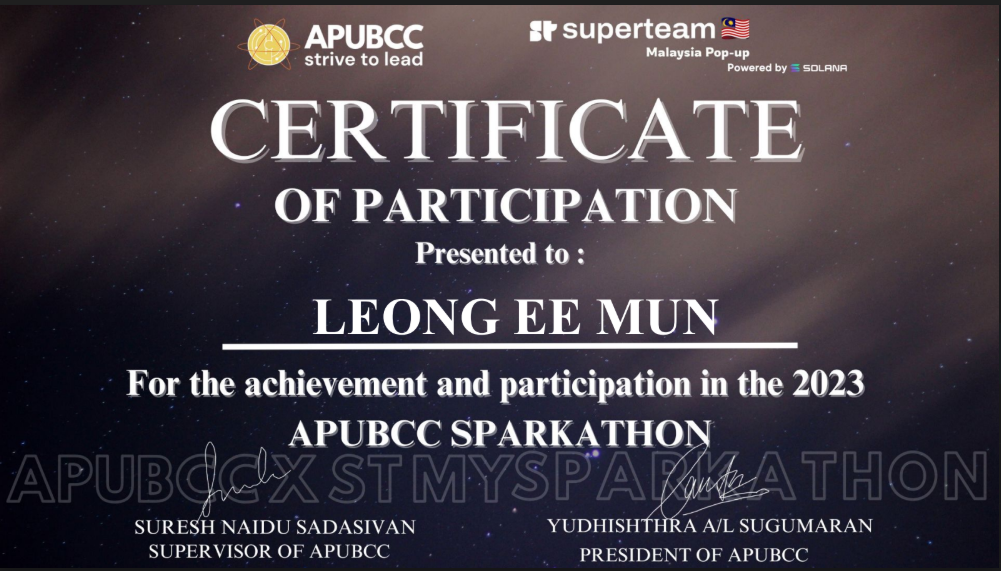 APUBCC
strive to lead
superteam
Malaysia Pop-up
Powered by SOLANA
CERTIFICATE
OF PARTICIPATION
Presented to :
LEONG EE MUN
For the achievement and participation in the 2023
APUBCC SPARKATHON
APUBCC X STMY SPARKATHON
SURESH NAIDU SADASIVAN
SUPERVISOR OF APUBCC
YUDHISHTHRA A/L SUGUMARAN
PRESIDENT OF APUBCC